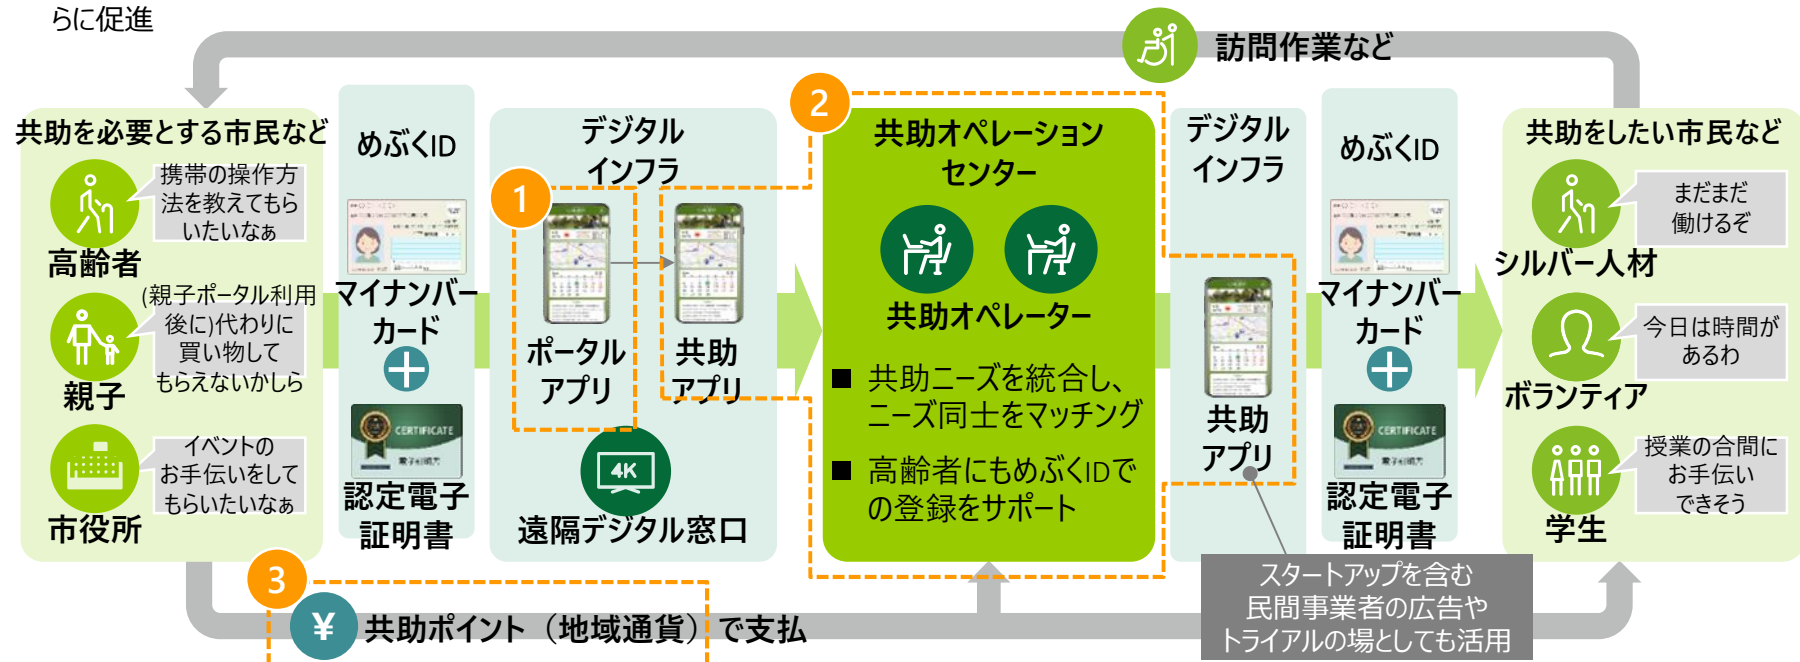 らに促進
訪問作業など
共助を必要とする市民など
携帯の操作方
法を教えてもら
いたいなぁ
高齢者
(親子ポータル利用
後に)代わりに
買い物して
もらえないかしら
親子
イベントの
お手伝いをして
もらいたいなぁ
市役所
めぶくID
マイナンバー
カード
CERTIFICATE
電子証明書
認定電子
証明書
デジタル
インフラ
1
ポータル
アプリ
共助
アプリ
4K
遠隔デジタル窓口
2
共助オペレーション
センター
共助オペレーター
■ 共助ニーズを統合し、
ニーズ同士をマッチング
■ 高齢者にもめぶくIDで
の登録をサポート
デジタル
インフラ
共助
アプリ
スタートアップを含む
民間事業者の広告や
トライアルの場としても活用
めぶくID
マイナンバー
カード
CERTIFICATE
電子証明書
認定電子
証明書
共助をしたい市民など
まだまだ
働けるぞ
シルバー人材
今日は時間が
あるわ
ボランティア
授業の合間に
お手伝い
できそう
学生
3
¥ 共助ポイント（地域通貨）で支払